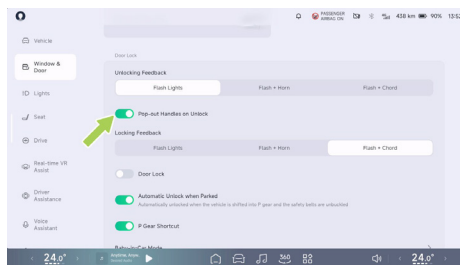 PASSENGER
AIRBAG ON
438 km
90%
13:52
Vehicle
Window &
Door
Lights
Seat
Drive
Real-time VR
Assist
Driver
Assistance
Voice
Assistant
Door Lock
Unlocking Feedback
Flash Lights
Flash + Horn
Flash + Chord
Pop-out Handles on Unlock
Locking Feedback
Flash Lights
Flash + Horn
Flash + Chord
Door Lock
Automatic Unlock when Parked
Automatically unlocked when the vehicle is shifted into P gear and the safety belts are unbuckled
P Gear Shortcut
24.0°
360
24.0°